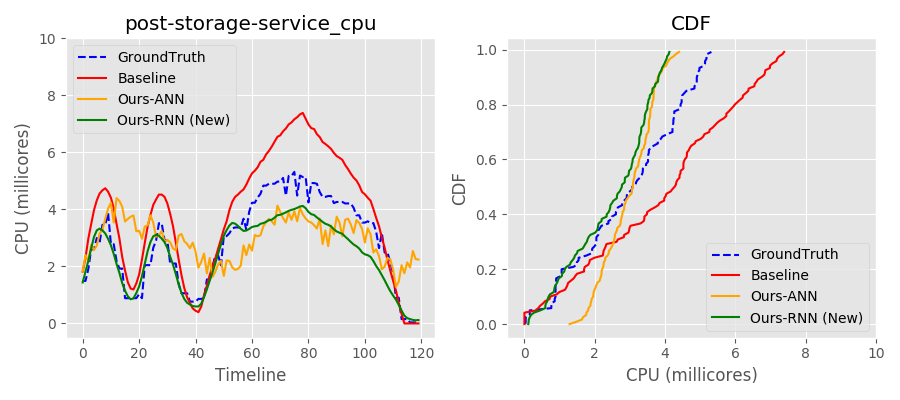 post-storage-service_cpu
CPU (millicores)
10
8
6
4
2
0
GroundTruth
Baseline
Ours-ANN
Ours-RNN (New)
0 20 40 60 80 100 120
Timeline
CDF
CDF
1.0
0.8
0.6
0.4
0.2
0.0
GroundTruth
Baseline
Ours-ANN
Ours-RNN (New)
0 2 4 6 8 10
CPU (millicores)